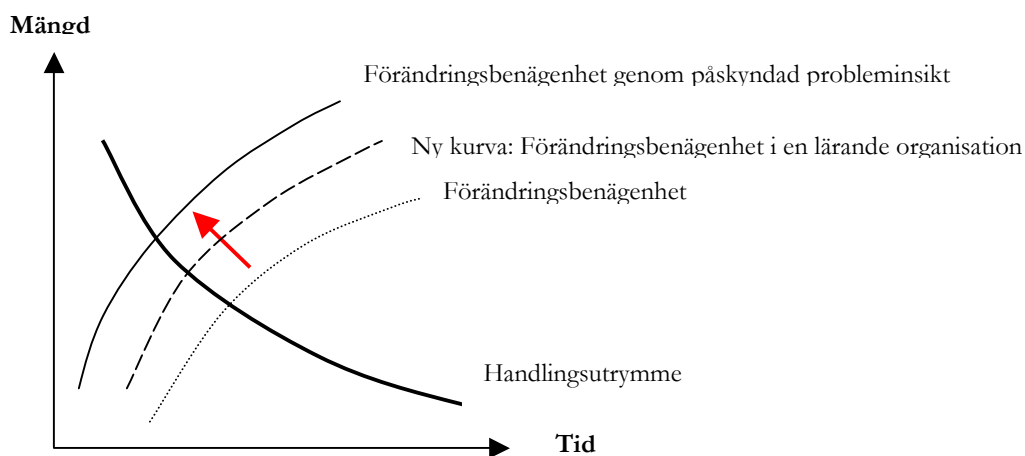 Mängd
Förändringsbenägenhet genom påskyndad probleminsikt
Ny kurva: Förändringsbenägenhet i en lärande organisation
Förändringsbenägenhet
Handlingsutrymme
Tid